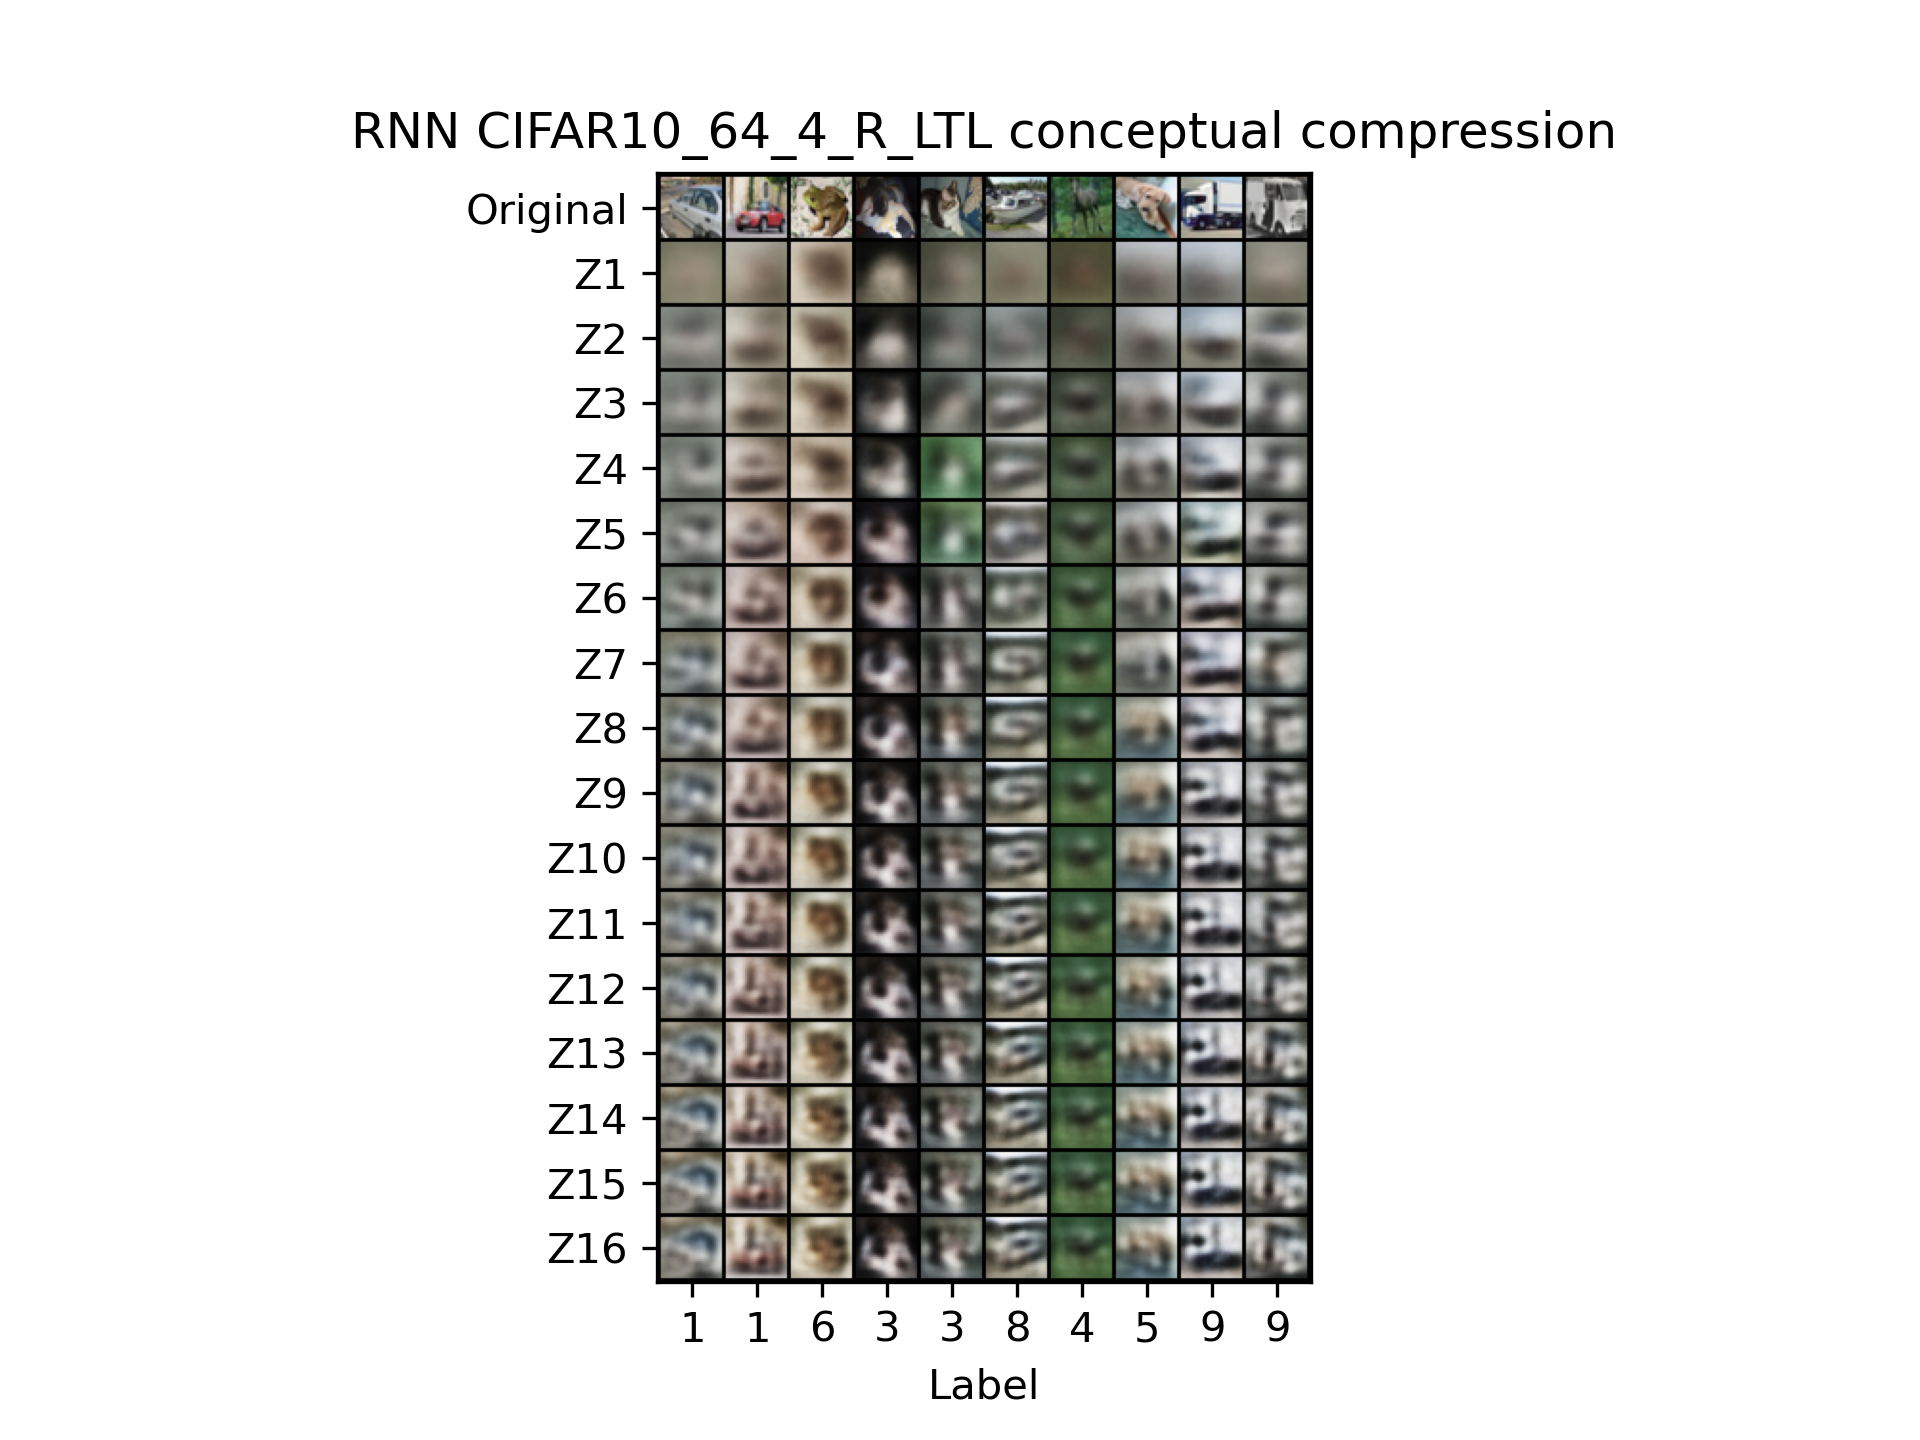 RNN CIFAR10_64_4_R_LTL conceptual compression
Original
Z1
Z2
Z3
Z4
Z5
Z6
Z7
Z8
Z9
Z10
Z11
Z12
Z13
Z14
Z15
Z16
1 1 6 3 3 8 4 5 9 9
Label